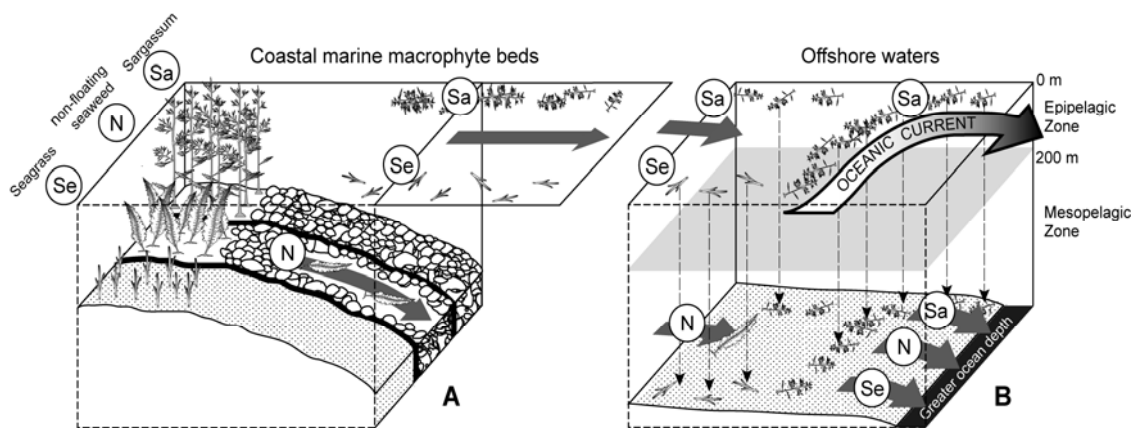 Coastal marine macrophyte beds
Offshore waters
Sargassum
Sa
non-floating
seaweed
N
Seagrass
Se
Sa
Se
N
A
Sa
Se
Sa
OCEANIC CURRENT
0 m
Epipelagic
Zone
200 m
Mesopelagic
Zone
N
Sa
N
Se
Greater ocean depth
B